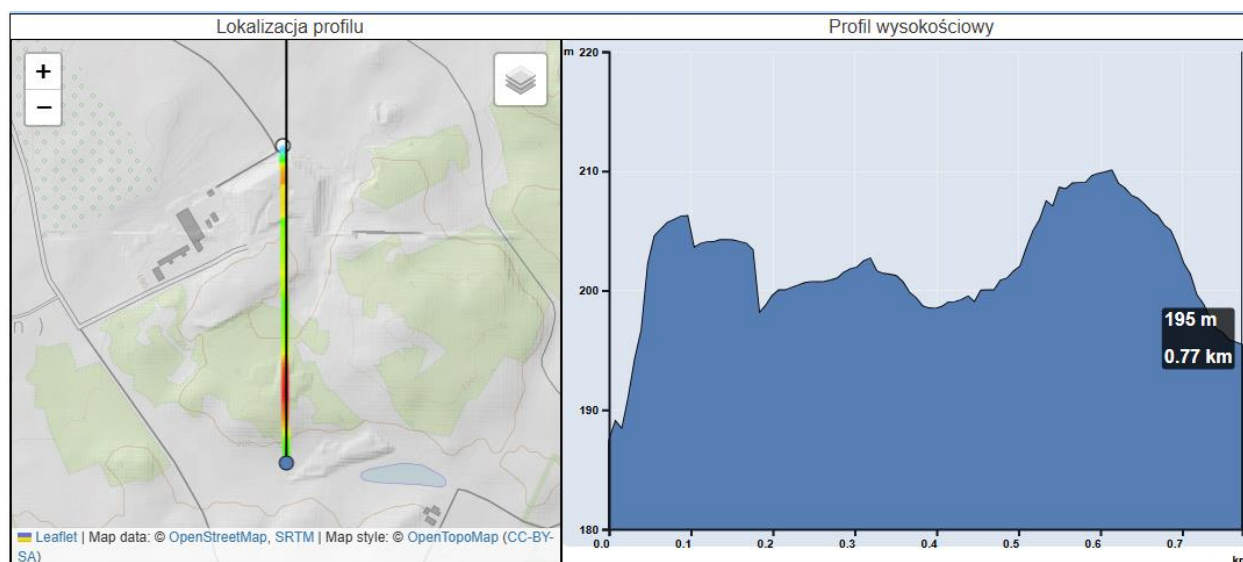 Lokalizacja profilu
+
−
n )
Leaflet | Map data: © OpenStreetMap, SRTM | Map style: © OpenTopoMap (CC-BY-
SA)
Profil wysokościowy
m 220
210
200
190
180
195 m
0.77 km
0.0 0.1 0.2 0.3 0.4 0.5 0.6 0.7